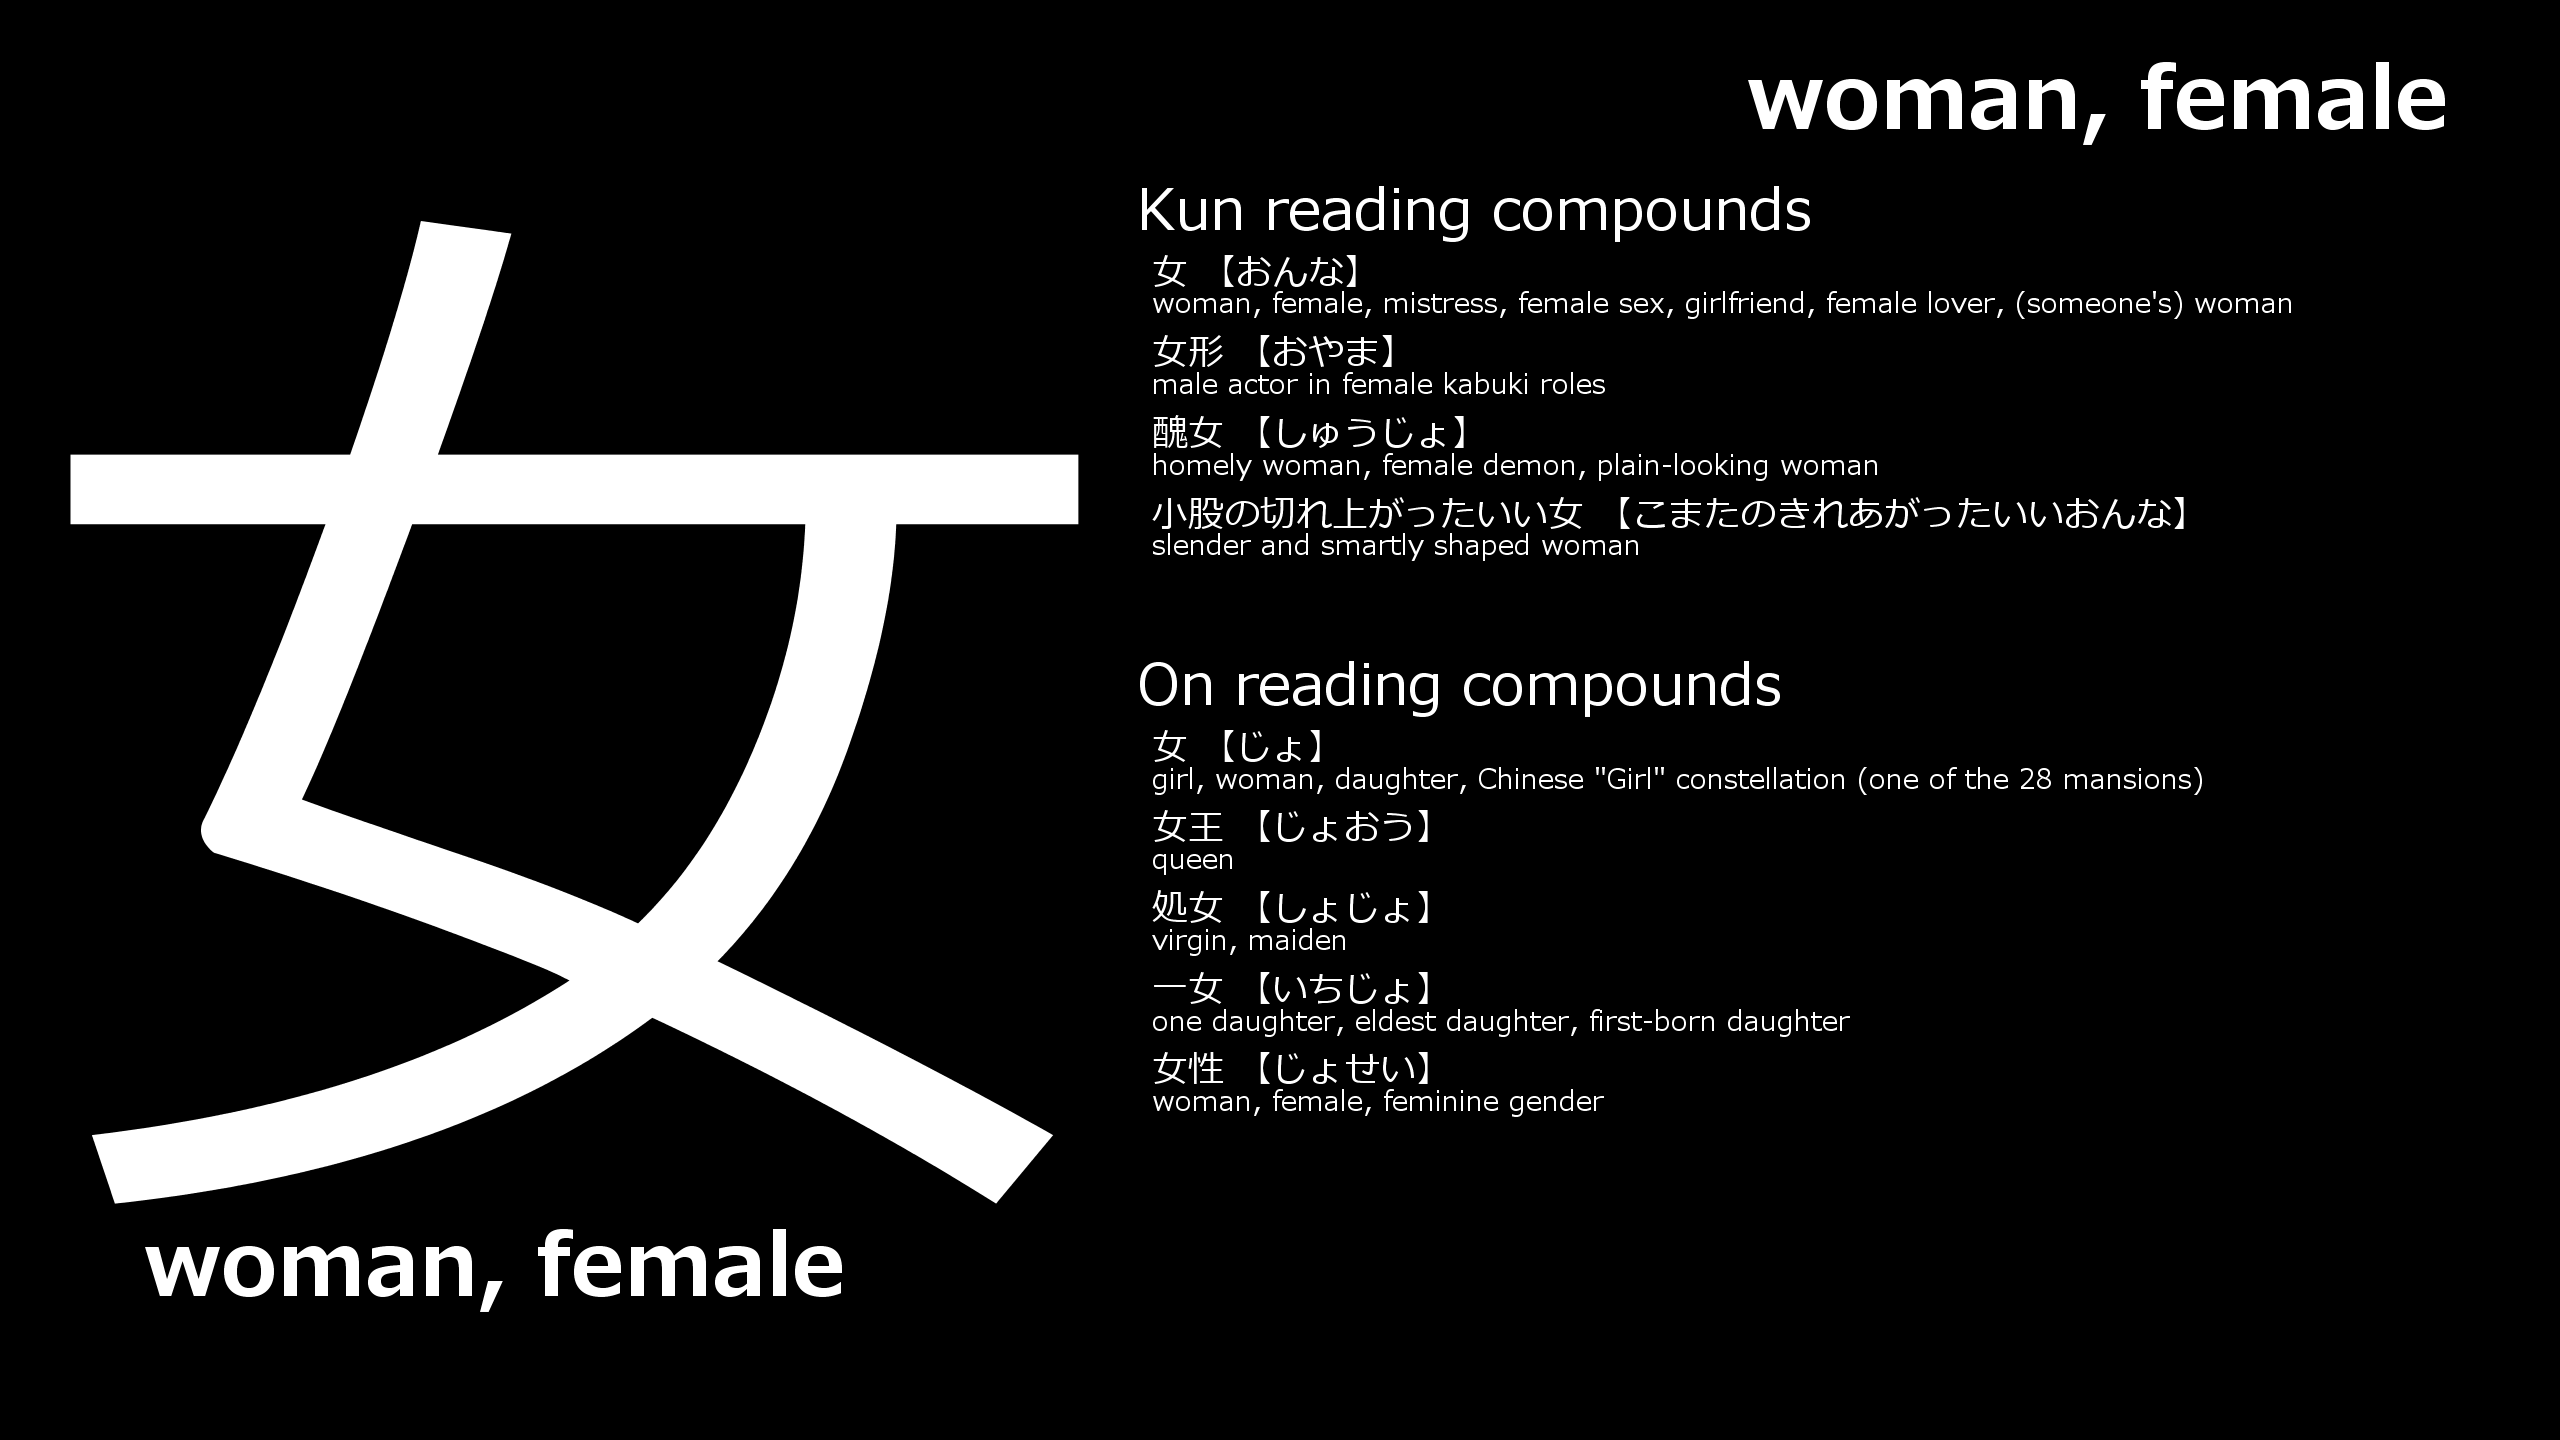 woman, female
女
woman, female
Kun reading compounds
女 【おんな】
woman, female, mistress, female sex, girlfriend, female lover, (someone's) woman
女形 【おやま】
male actor in female kabuki roles
醜女 【しゅうじょ】
homely woman, female demon, plain-looking woman
小股の切れ上がったいい女 【こまたのきれあがったいいおんな】
slender and smartly shaped woman
On reading compounds
女 【じょ】
girl, woman, daughter, Chinese "Girl" constellation (one of the 28 mansions)
女王 【じょおう】
queen
処女 【しょじょ】
virgin, maiden
一女 【いちじょ】
one daughter, eldest daughter, first-born daughter
女性 【じょせい】
woman, female, feminine gender